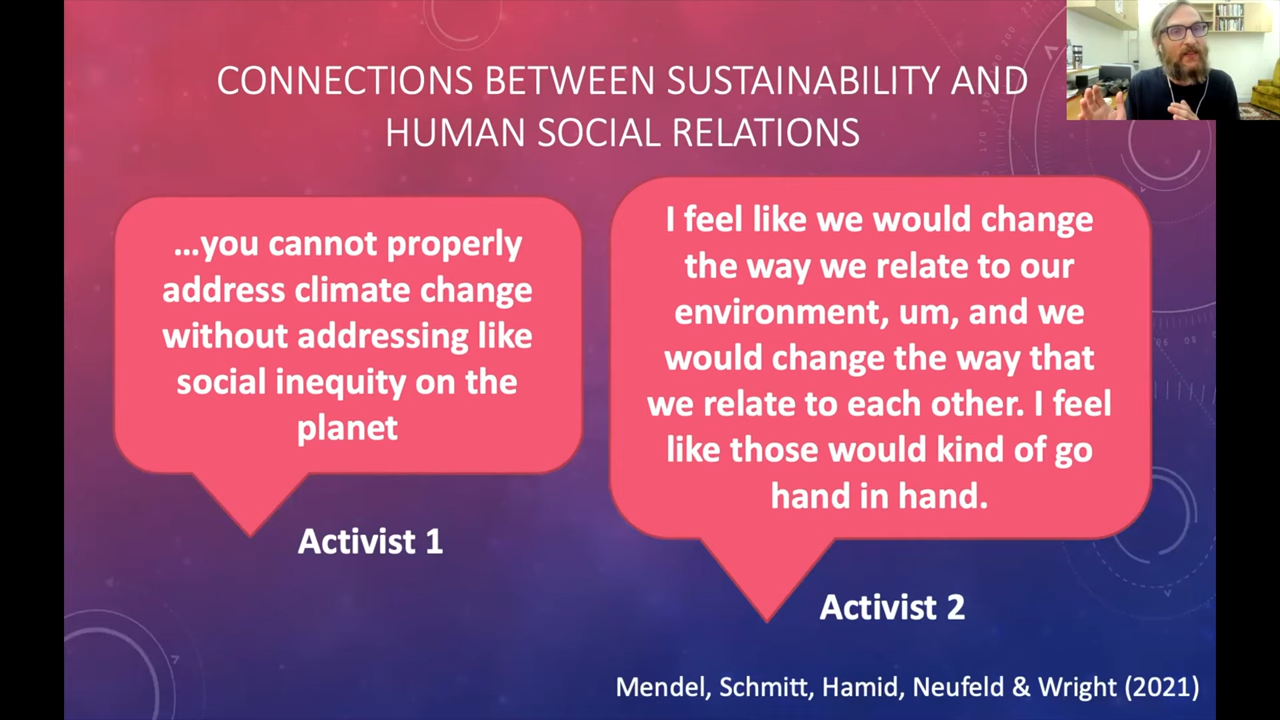 CONNECTIONS BETWEEN SUSTAINABILITY AND
HUMAN SOCIAL RELATIONS
...you cannot properly
address climate change
without addressing like
social inequity on the
planet
Activist 1
I feel like we would change
the way we relate to our
environment, um, and we
would change the way that
we relate to each other. I feel
like those would kind of go
hand in hand.
Activist 2
Mendel, Schmitt, Hamid, Neufeld & Wright (2021)